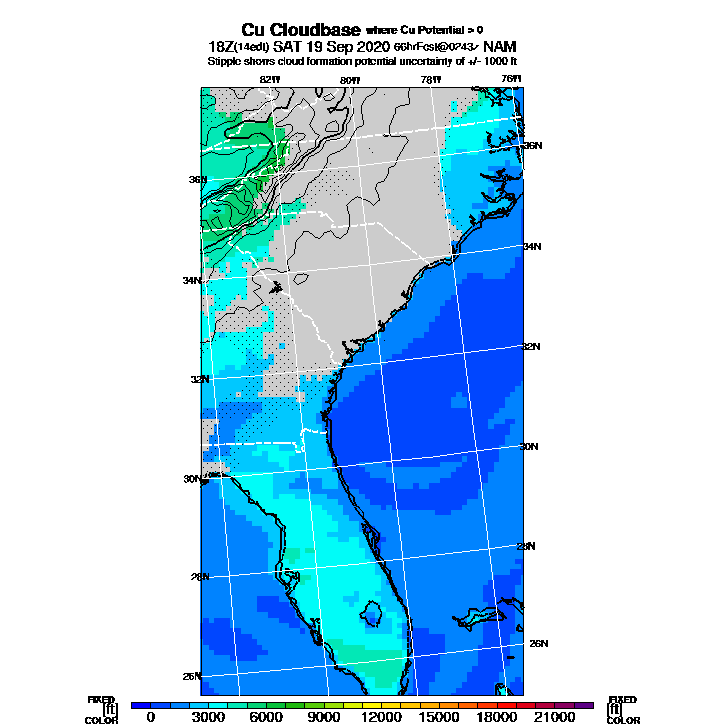 Cu Cloudbase where Cu Potential > 0
18Z(14edt) SAT 19 Sep 2020 66hrFcst@0243z NAM
Stipple shows cloud formation potential uncertainty of +/- 1000 ft
82W 80W 78W 76W
36N
36N
34N
34N
32N
32N
30N
30N
28N
28N
26N
26N
FIXED FIXED
[ft] [ft]
COLOR COLOR
0 3000 6000 9000 12000 15000 18000 21000